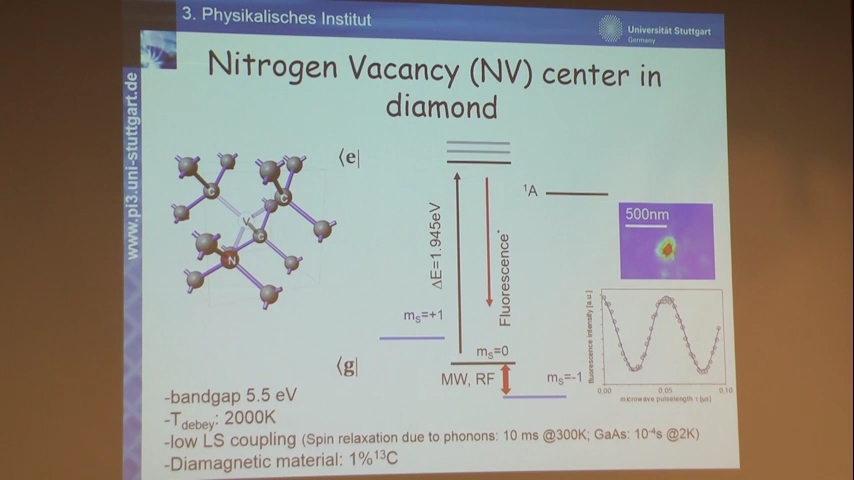 3. Physikalisches Institut
Universität Stuttgart
Germany
www.pi3.uni-stuttgart.de
Nitrogen Vacancy (NV) center in
diamond
⟨e|
¹A
500nm
C
C
V
C
N
ΔE=1.945eV
Fluorescence*
mS=+1
mS=0
⟨g|
MW, RF
mS=-1
fluorescence intensity [a.u.]
0.00 0.05 0.10
microwave pulselength τ [µs]
-bandgap 5.5 eV
-Tdebey: 2000K
-low LS coupling (Spin relaxation due to phonons: 10 ms @300K; GaAs: 10⁻⁴s @2K)
-Diamagnetic material: 1%¹³C